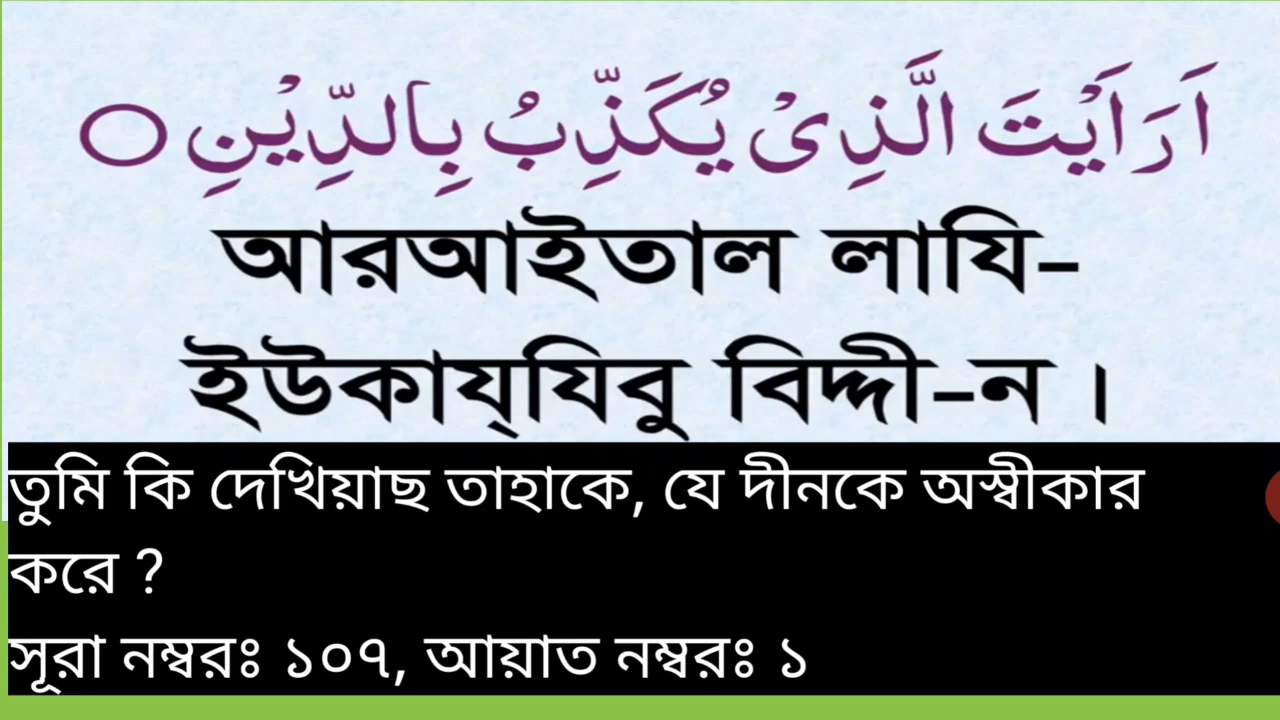 اَرَاَيْتَ الَّذِىْ يُكَذِّبُ بِالدِّيْنِ ○
আরআইতাল লাযি–
ইউকায্‌যিবু বিদ্দী–ন ।
তুমি কি দেখিয়াছ তাহাকে, যে দীনকে অস্বীকার
করে ?
সূরা নম্বরঃ ১০৭, আয়াত নম্বরঃ ১